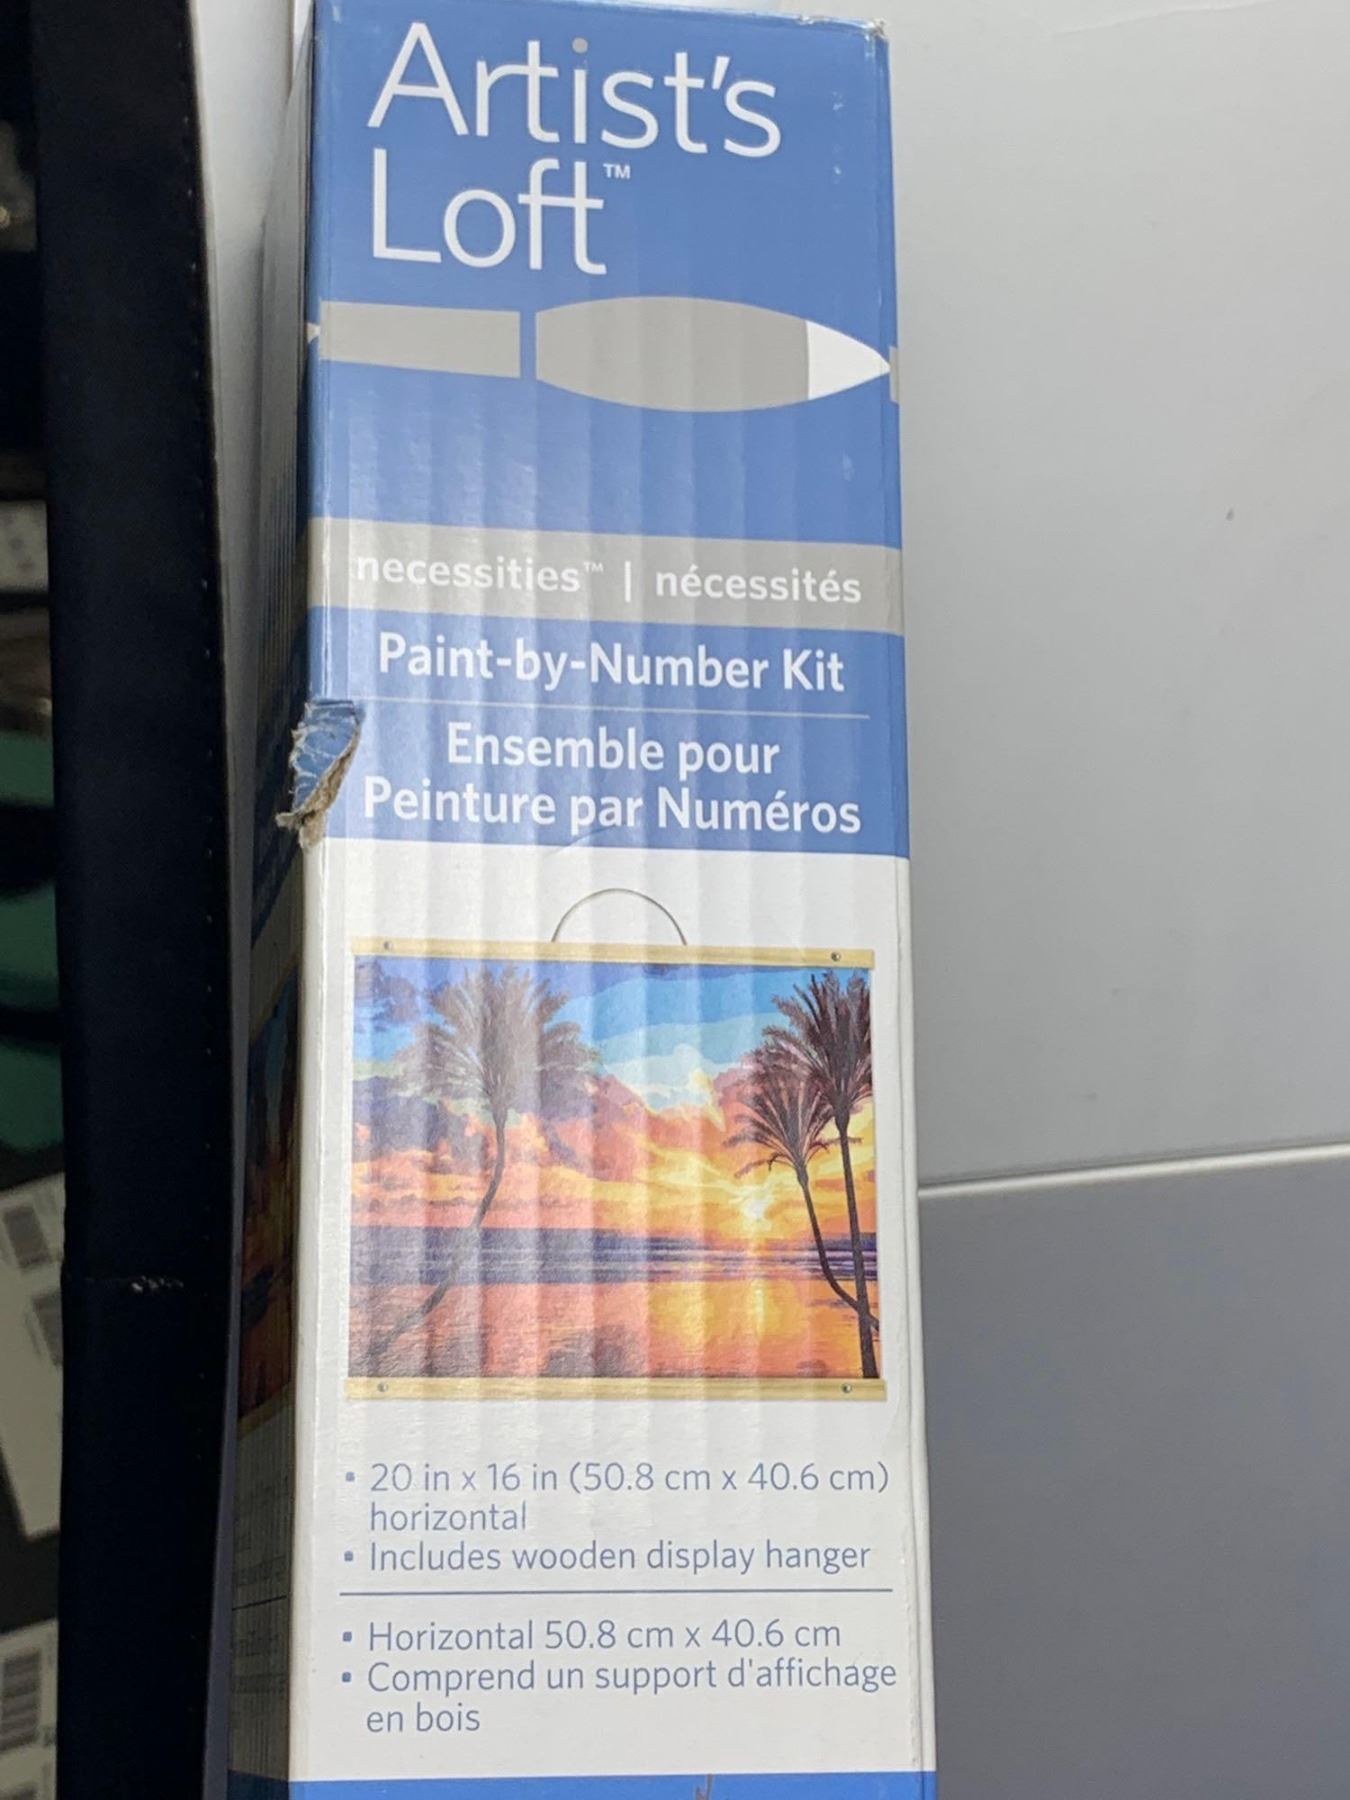 Artist's
Loft™
necessities™ | nécessités
Paint-by-Number Kit
Ensemble pour
Peinture par Numéros
▪ 20 in x 16 in (50.8 cm x 40.6 cm)
horizontal
▪ Includes wooden display hanger
▪ Horizontal 50.8 cm x 40.6 cm
▪ Comprend un support d'affichage
en bois